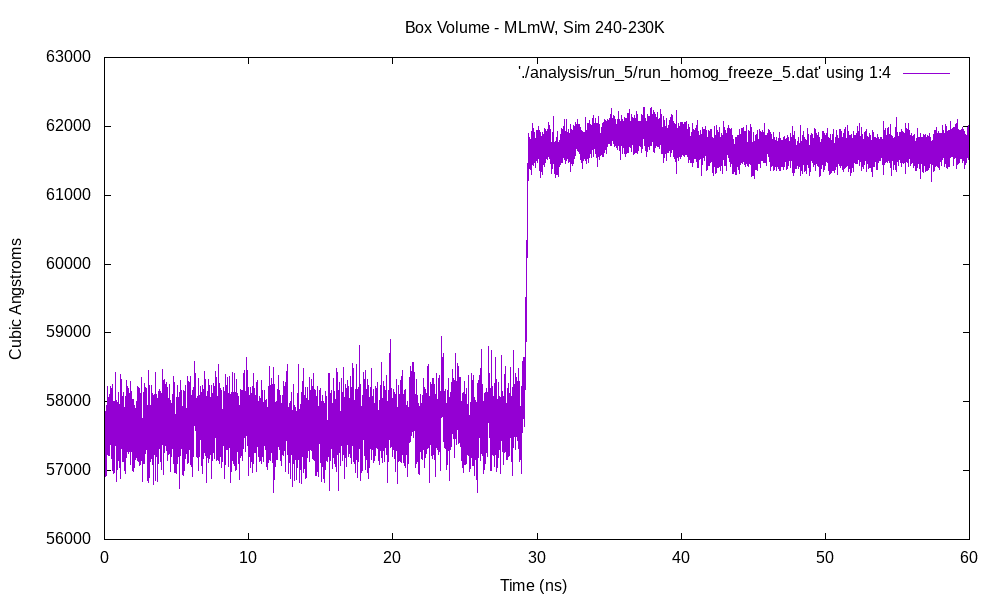 Box Volume - MLmW, Sim 240-230K
63000
'./analysis/run_5/run_homog_freeze_5.dat' using 1:4
62000
61000
60000
59000
58000
57000
56000
Cubic Angstroms
0 10 20 30 40 50 60
Time (ns)